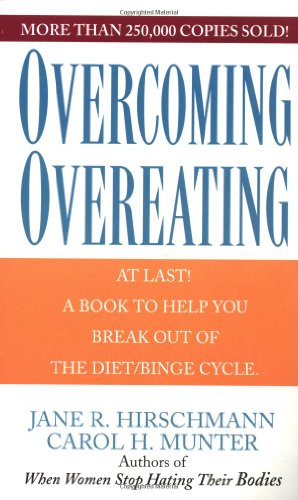 MORE THAN 250,000 COPIES SOLD!
OVERCOMING
OVEREATING
AT LAST!
A BOOK TO HELP YOU
BREAK OUT OF
THE DIET/BINGE CYCLE.
JANE R. HIRSCHMANN
CAROL H. MUNTER
Authors of
When Women Stop Hating Their Bodies